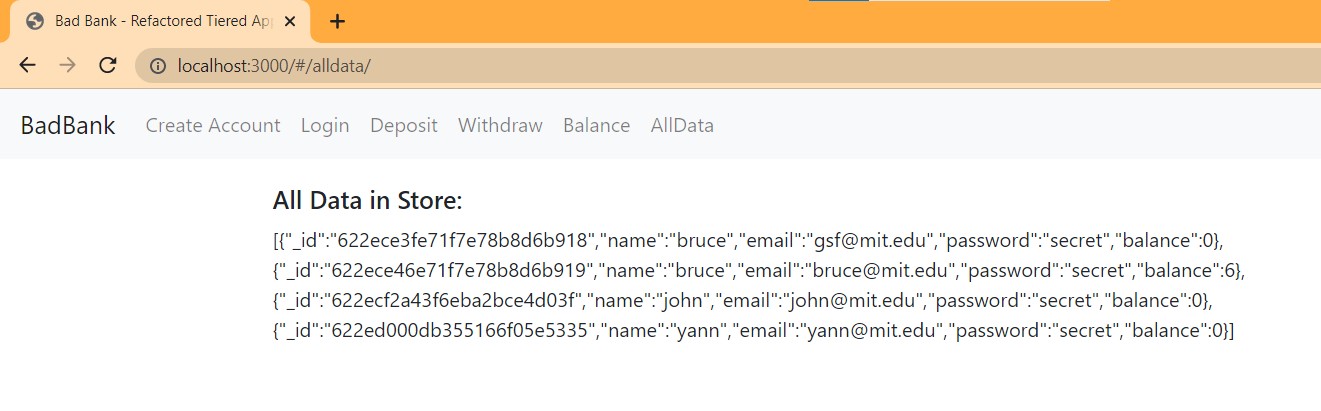 Bad Bank - Refactored Tiered Ap
localhost:3000/#/alldata/
BadBank Create Account Login Deposit Withdraw Balance AllData
All Data in Store:
[{"_id":"622ece3fe71f7e78b8d6b918","name":"bruce","email":"gsf@mit.edu","password":"secret","balance":0},
{"_id":"622ece46e71f7e78b8d6b919","name":"bruce","email":"bruce@mit.edu","password":"secret","balance":6},
{"_id":"622ecf2a43f6eba2bce4d03f","name":"john","email":"john@mit.edu","password":"secret","balance":0},
{"_id":"622ed000db355166f05e5335","name":"yann","email":"yann@mit.edu","password":"secret","balance":0}]